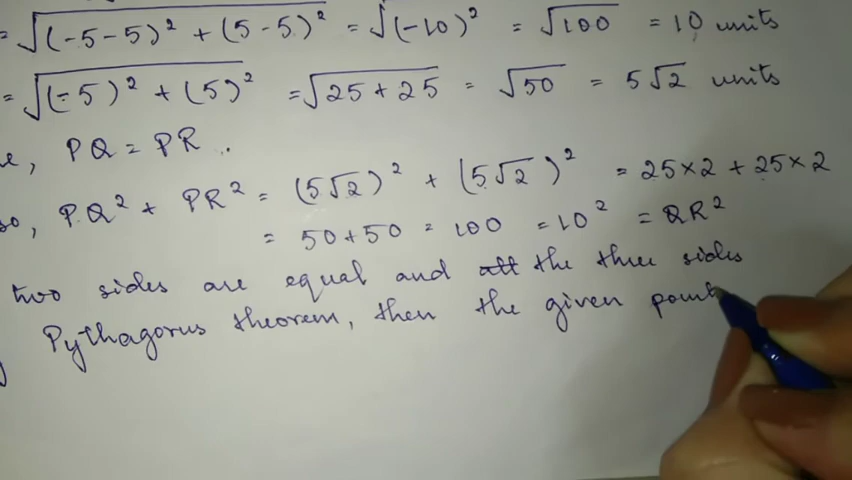 = √(-5-5)² + (5-5)² = √(-10)² = √100 = 10 units
= √(-5)² + (5)² = √25+25 = √50 = 5√2 units
PQ = PR.
PQ² + PR² = (5√2)² + (5√2)² = 25×2 + 25×2
= 50+50 = 100 = 10² = QR²
two sides are equal and the three sides
Pythagorus theorem, then the given point